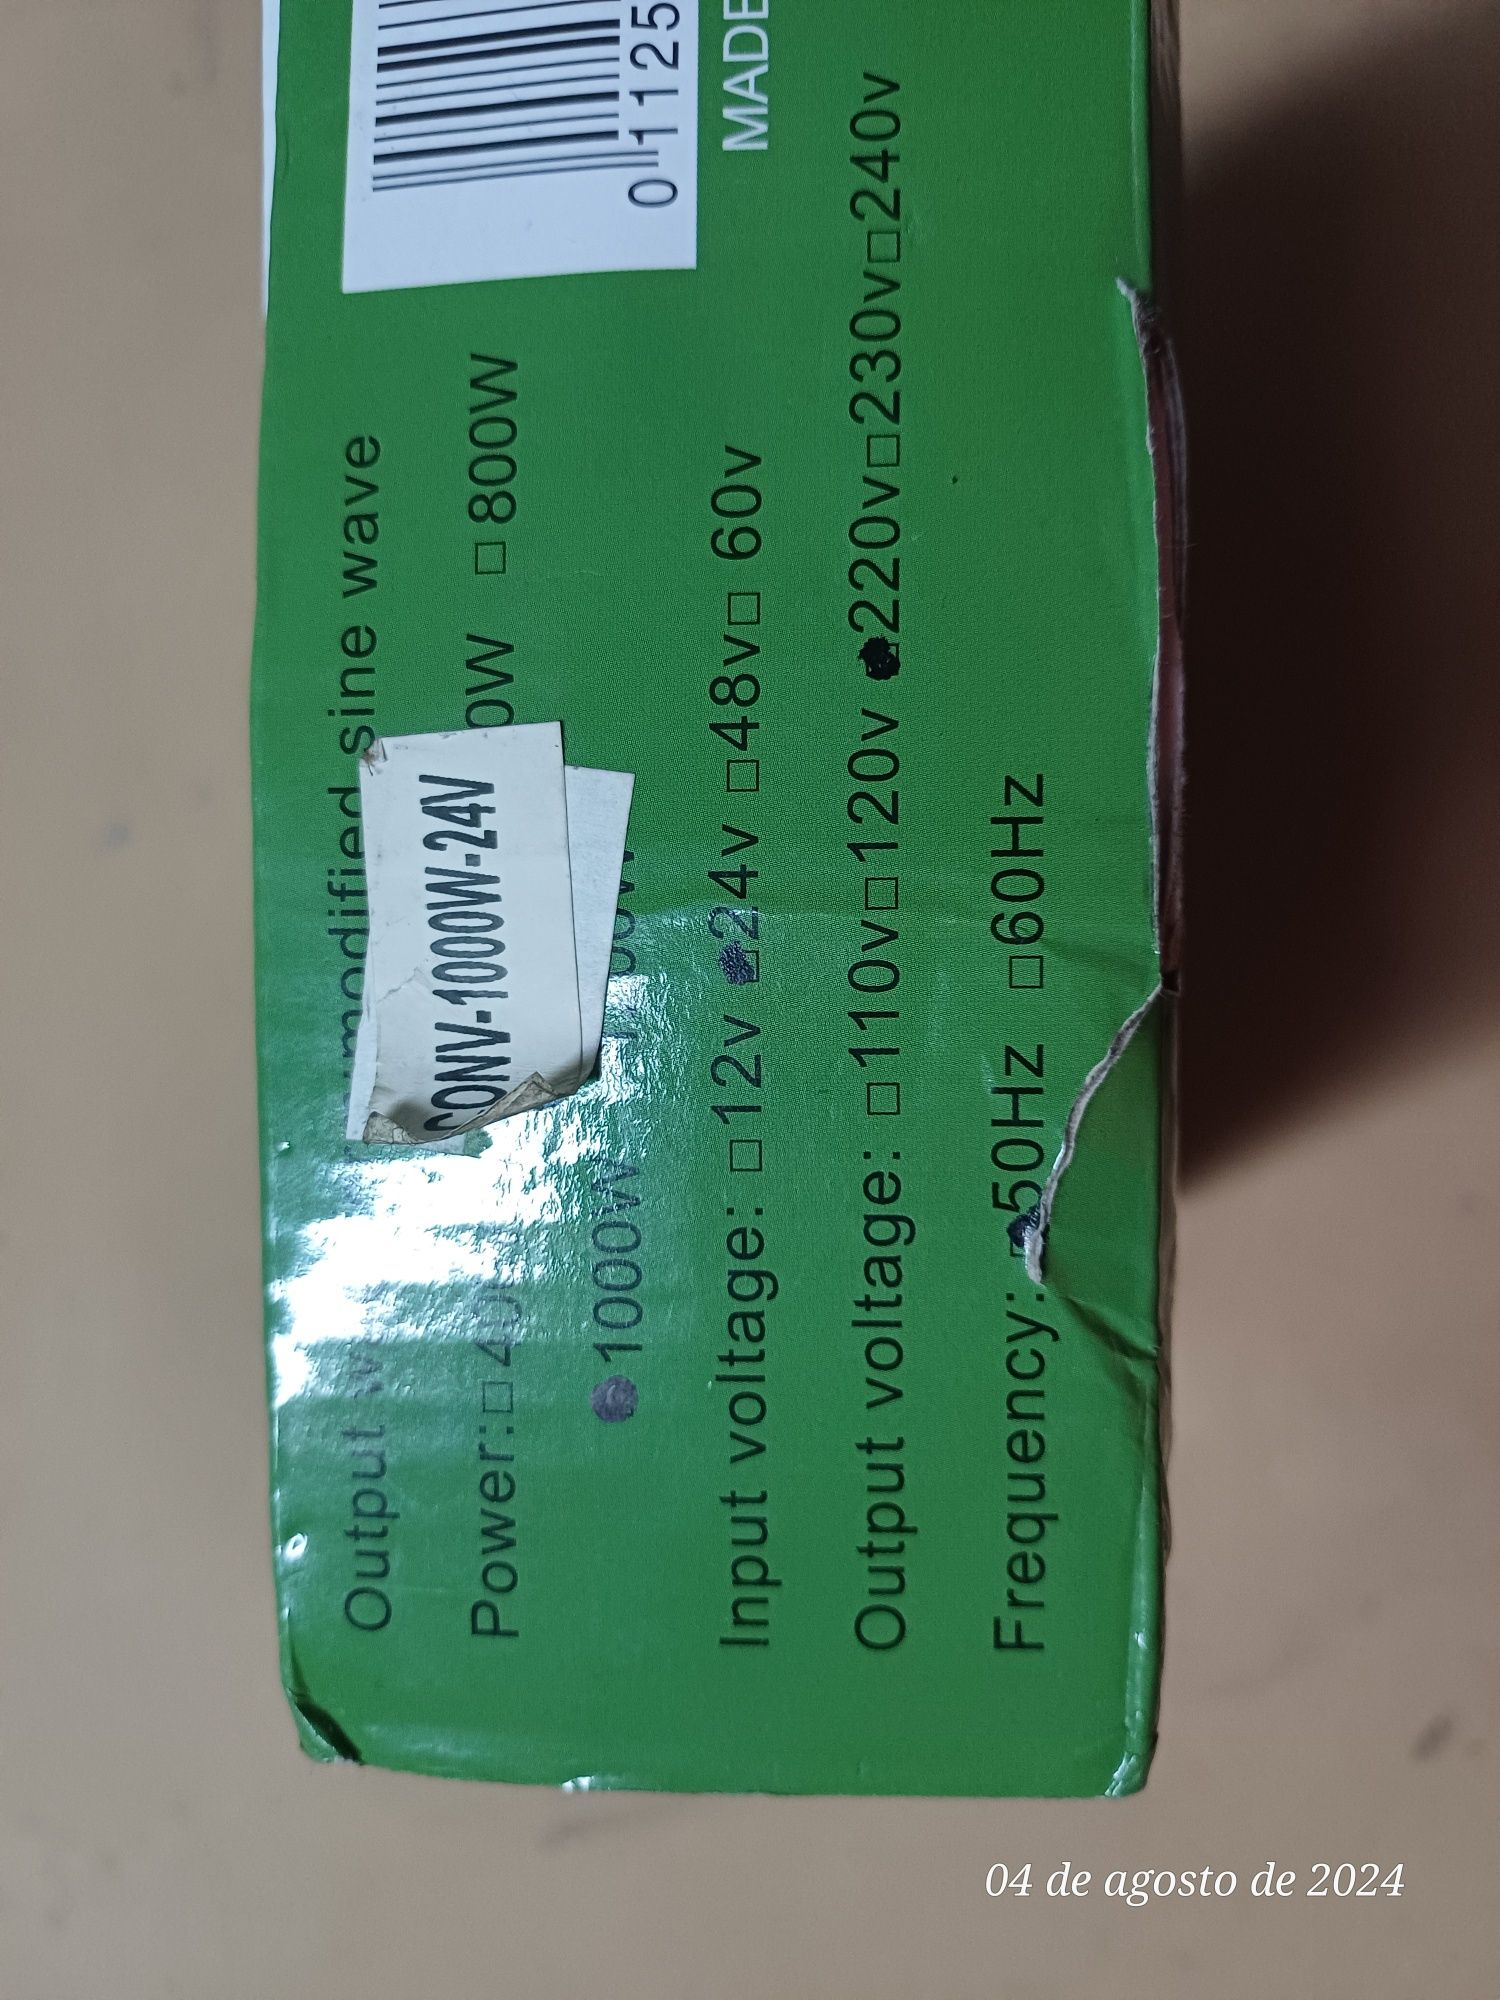 Output modified sine wave
Power:□ □ 800W
1000W
CONV-1000W-24V
Input voltage: □12v 24v □48v□ 60v
Output voltage: □110v□120v 220v□230v□240v
Frequency: 50Hz □60Hz
0 1125
MADE
04 de agosto de 2024